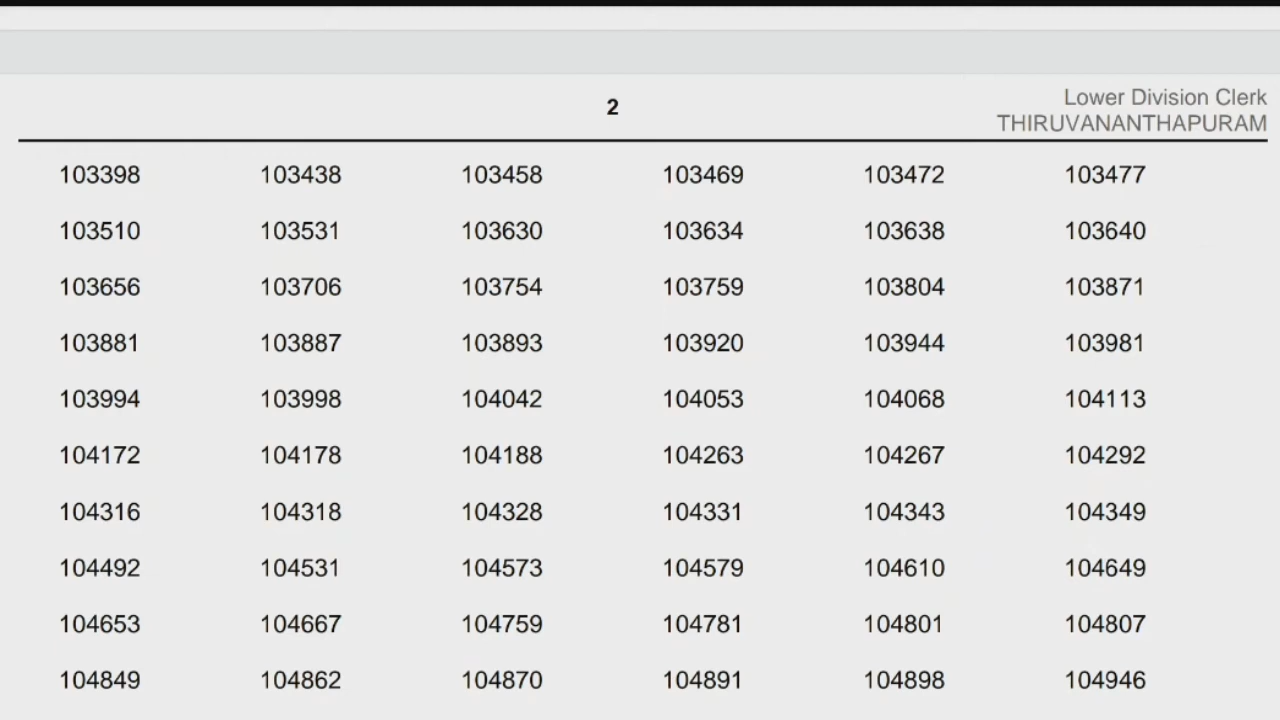 2
Lower Division Clerk
THIRUVANANTHAPURAM
103398 103438 103458 103469 103472 103477
103510 103531 103630 103634 103638 103640
103656 103706 103754 103759 103804 103871
103881 103887 103893 103920 103944 103981
103994 103998 104042 104053 104068 104113
104172 104178 104188 104263 104267 104292
104316 104318 104328 104331 104343 104349
104492 104531 104573 104579 104610 104649
104653 104667 104759 104781 104801 104807
104849 104862 104870 104891 104898 104946